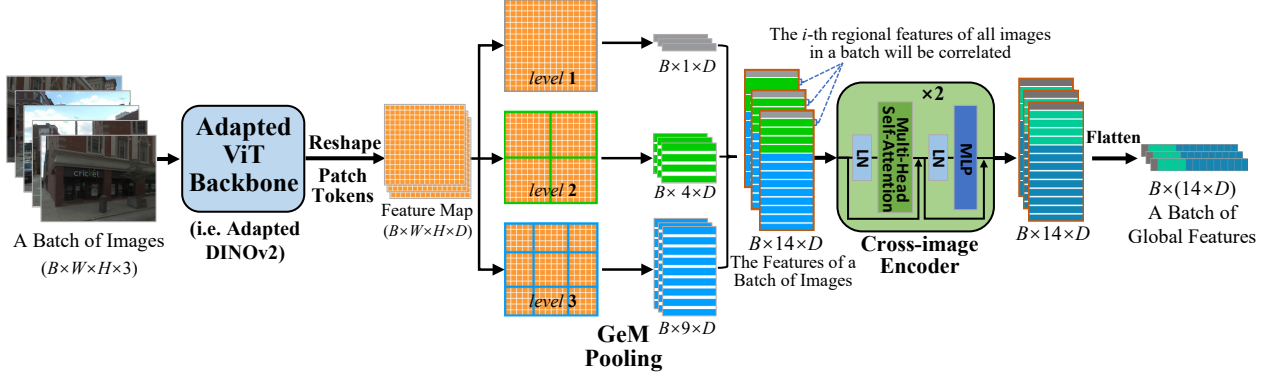 A Batch of Images
(B×W×H×3)
cricket
Adapted
ViT
Backbone
(i.e. Adapted
DINOv2)
Reshape
Patch
Tokens
Feature Map
(B×W×H×D)
level 1
level 2
level 3
B×1×D
B× 4×D
B×9×D
GeM
Pooling
The i-th regional features of all images
in a batch will be correlated
B×14×D
The Features of a
Batch of Images
×2
LN
Multi-Head
Self-Attention
LN
MLP
Cross-image
Encoder
B×14×D
Flatten
B×(14×D)
A Batch of
Global Features